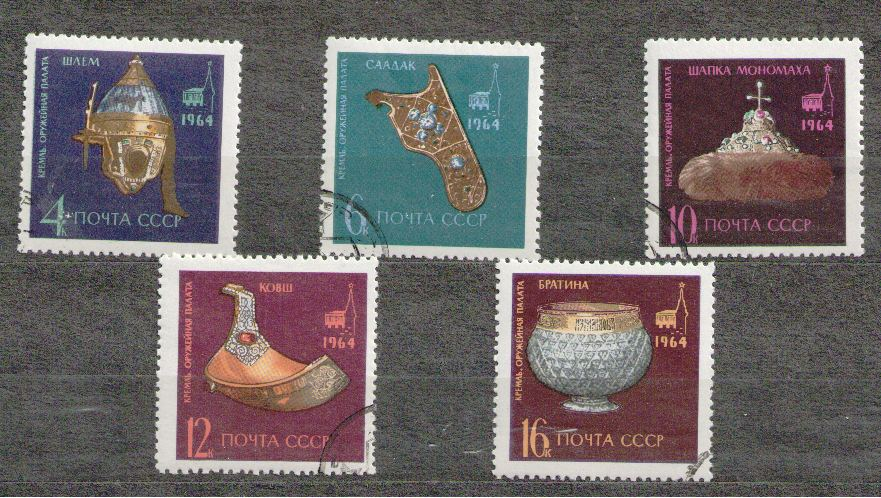 ШЛЕМ
КРЕМЛЬ. ОРУЖЕЙНАЯ ПАЛАТА
1964
4к ПОЧТА СССР
СААДАК
КРЕМЛЬ. ОРУЖЕЙНАЯ ПАЛАТА
1964
6к ПОЧТА СССР
ШАПКА МОНОМАХА
КРЕМЛЬ. ОРУЖЕЙНАЯ ПАЛАТА
1964
10к ПОЧТА СССР
КОВШ
КРЕМЛЬ. ОРУЖЕЙНАЯ ПАЛАТА
1964
12к ПОЧТА СССР
БРАТИНА
КРЕМЛЬ. ОРУЖЕЙНАЯ ПАЛАТА
1964
16к ПОЧТА СССР